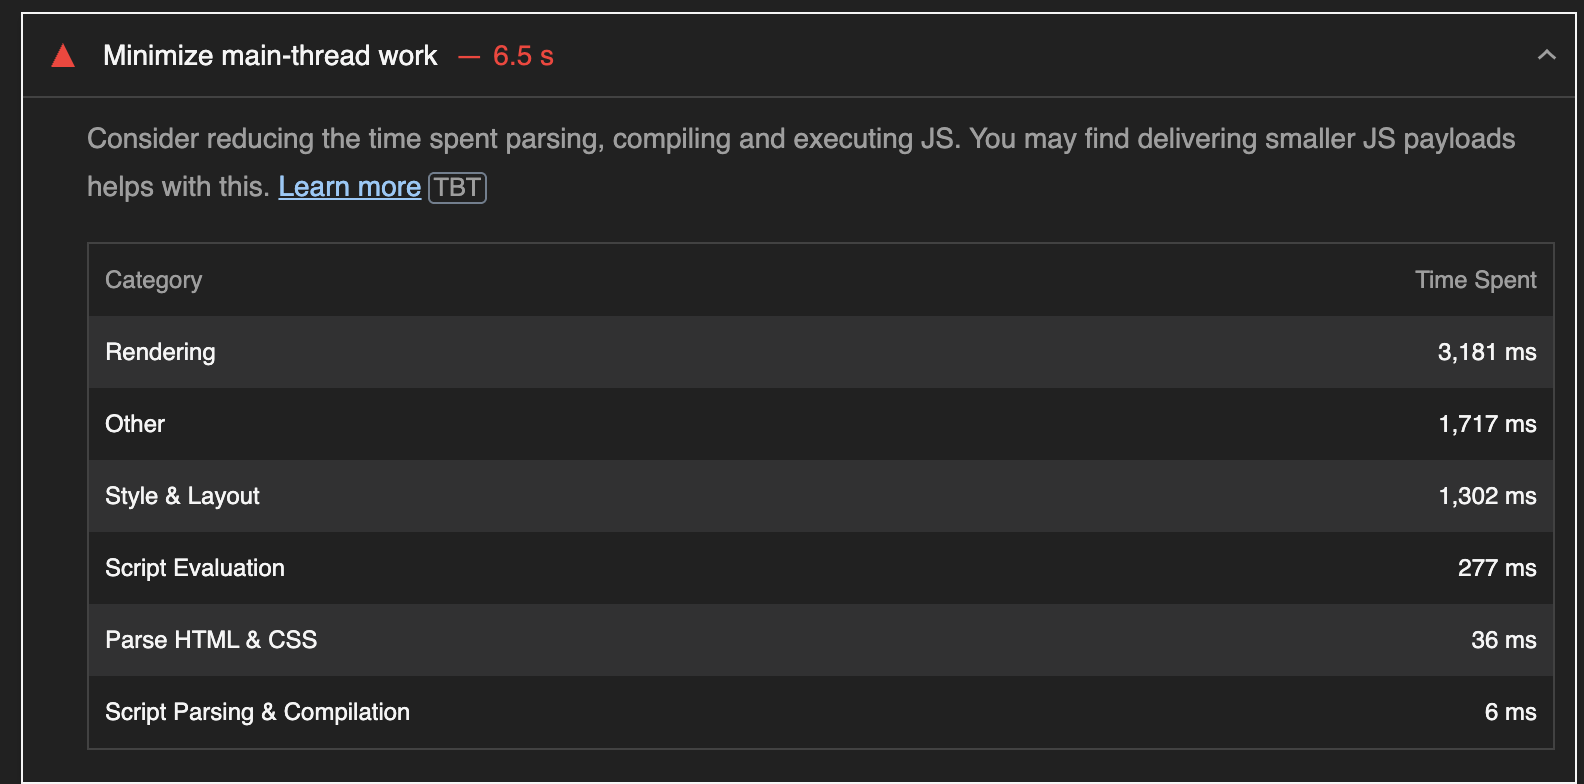 Minimize main-thread work — 6.5 s
Consider reducing the time spent parsing, compiling and executing JS. You may find delivering smaller JS payloads
helps with this. Learn more TBT
Category Time Spent
Rendering 3,181 ms
Other 1,717 ms
Style & Layout 1,302 ms
Script Evaluation 277 ms
Parse HTML & CSS 36 ms
Script Parsing & Compilation 6 ms